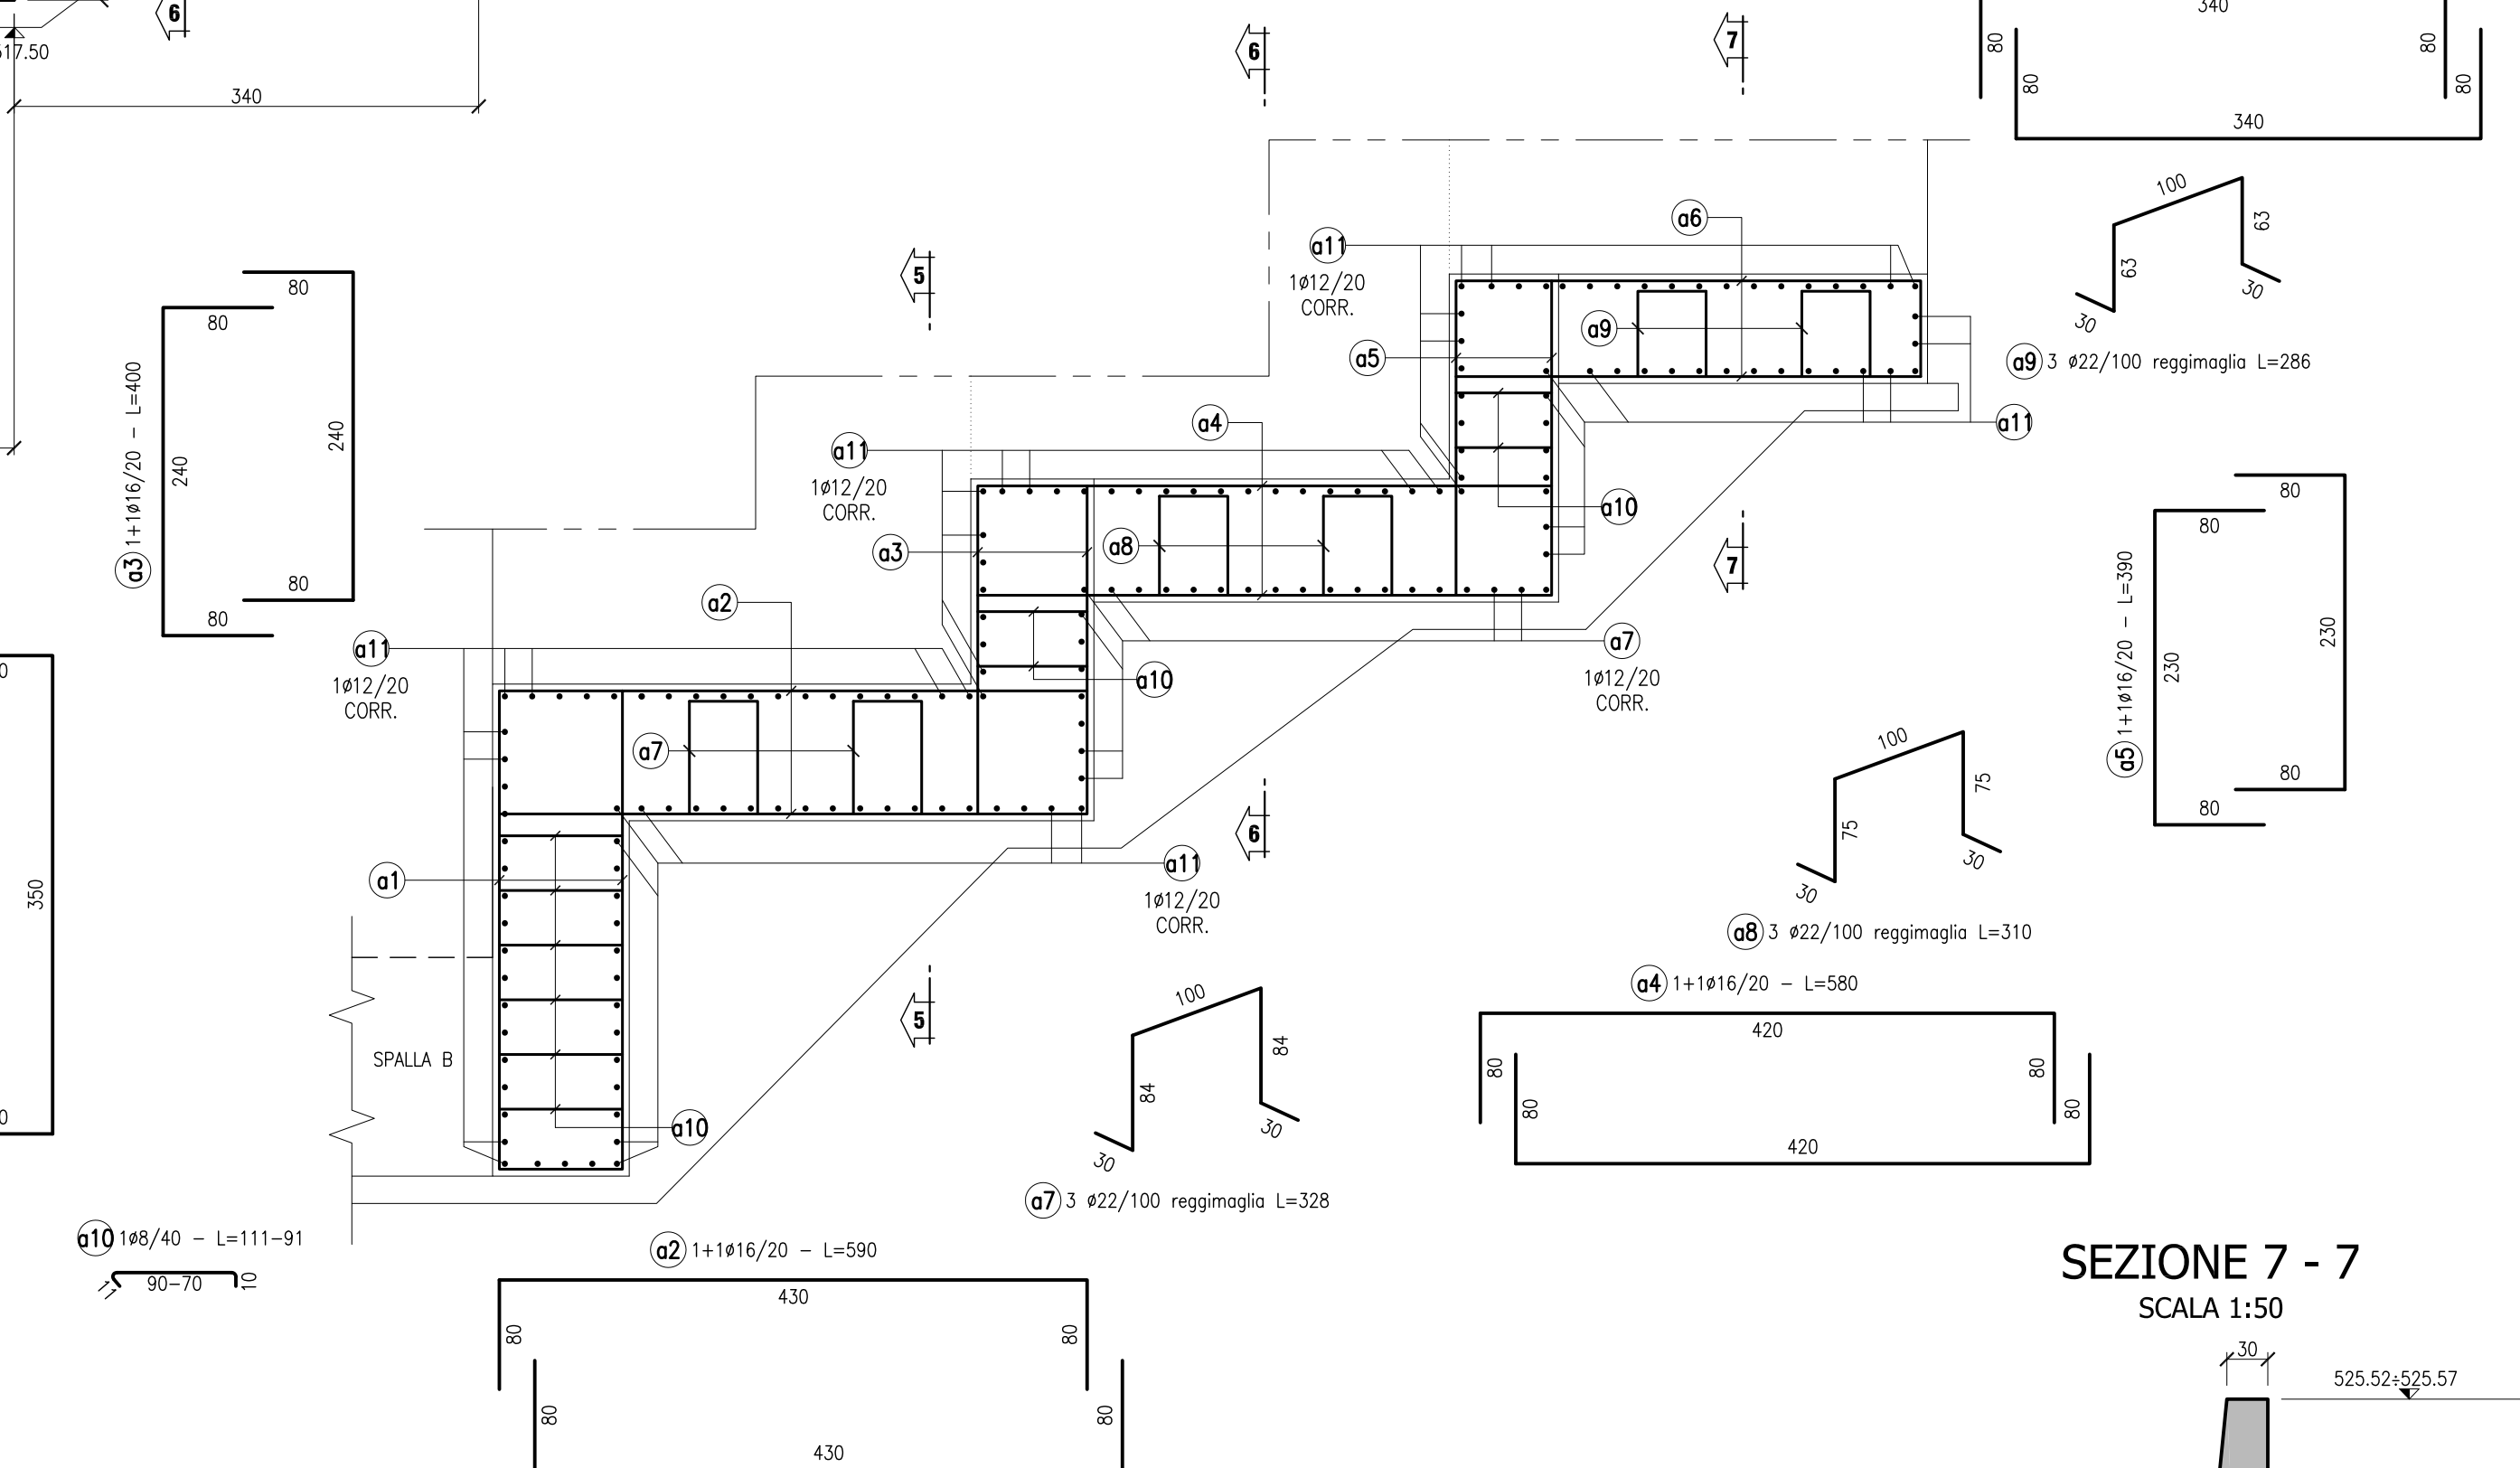 340
6
517.50
340
6
7
80
80
80
80
340
100
63
63
30
30
a9 3 ø22/100 reggimaglia L=286
a6
a11
1ø12/20
CORR.
a9
a5
a11
5
80
80
240
240
80
80
a3 1+1ø16/20 - L=400
a4
a11
1ø12/20
CORR.
a3
a8
a10
7
80
80
230
230
80
80
a5 1+1ø16/20 - L=390
a2
a11
1ø12/20
CORR.
a10
a7
1ø12/20
CORR.
a7
6
a1
a11
1ø12/20
CORR.
350
5
SPALLA B
a10
100
75
75
30
30
a8 3 ø22/100 reggimaglia L=310
100
84
84
30
30
a7 3 ø22/100 reggimaglia L=328
a4 1+1ø16/20 - L=580
420
80
80
80
80
420
a10 1ø8/40 - L=111-91
11
90-70
10
a2 1+1ø16/20 - L=590
430
80
80
80
80
430
SEZIONE 7 - 7
SCALA 1:50
30
525.52÷525.57